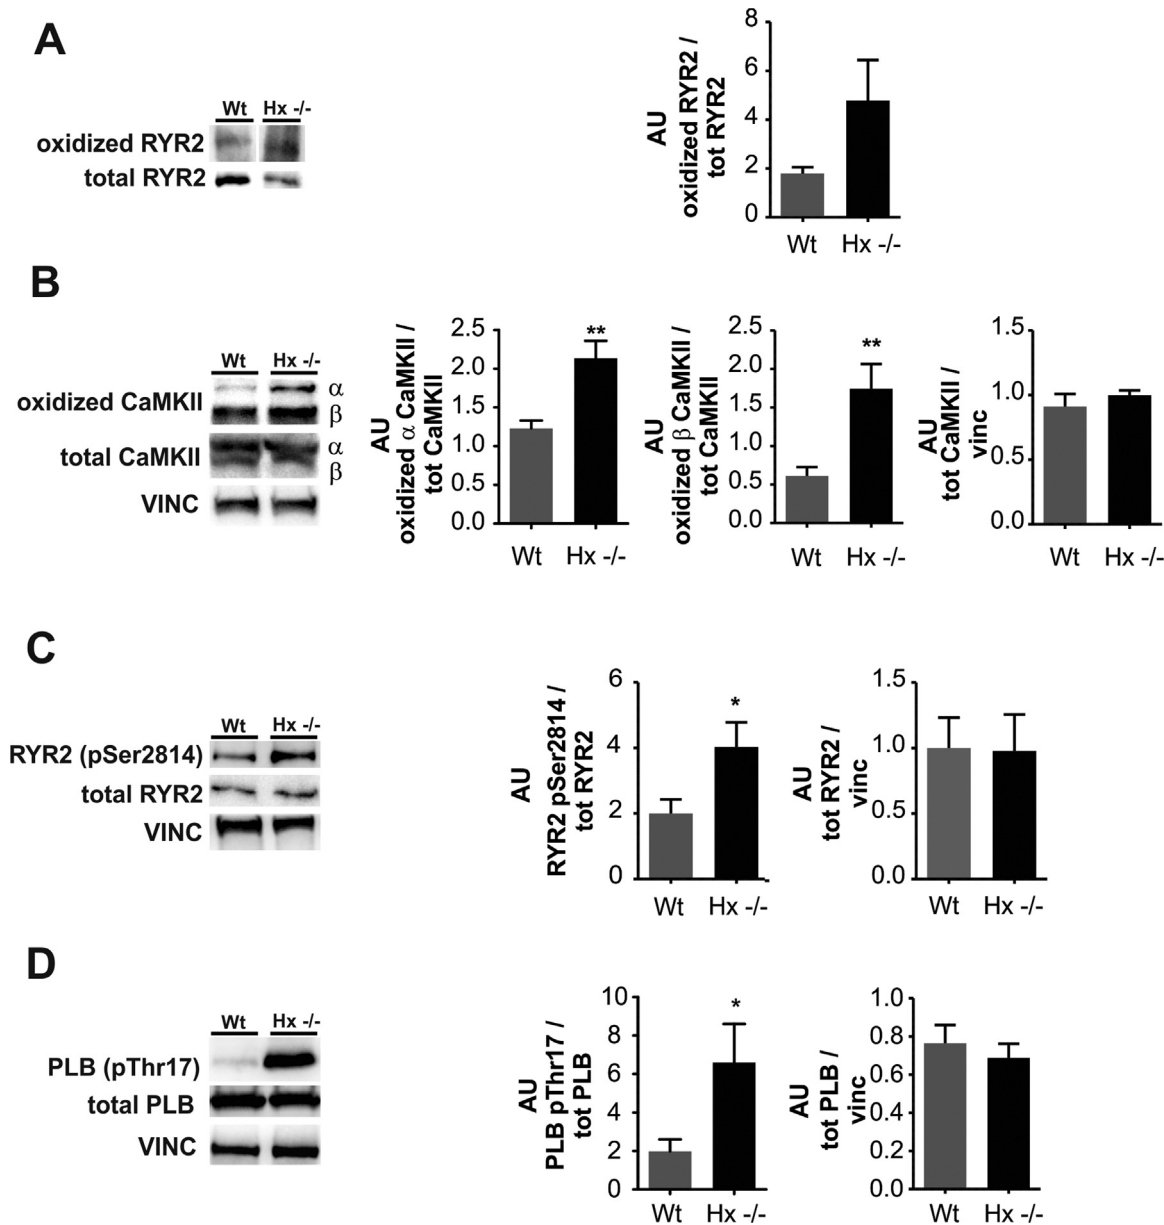 A
Wt Hx -/-
oxidized RYR2
total RYR2
AU
oxidized RYR2 /
tot RYR2
8
6
4
2
0
Wt Hx -/-
B
Wt Hx -/-
oxidized CaMKII α
β
total CaMKII α
β
VINC
AU
oxidized α CaMKII /
tot CaMKII
2.5
2.0
1.5
1.0
0.5
0.0
**
Wt Hx -/-
AU
oxidized β CaMKII /
tot CaMKII
2.5
2.0
1.5
1.0
0.5
0.0
**
Wt Hx -/-
AU
tot CaMKII /
vinc
1.5
1.0
0.5
0.0
Wt Hx -/-
C
Wt Hx -/-
RYR2 (pSer2814)
total RYR2
VINC
AU
RYR2 pSer2814 /
tot RYR2
6
4
2
0
*
Wt Hx -/-
AU
tot RYR2 /
vinc
1.5
1.0
0.5
0.0
Wt Hx -/-
D
Wt Hx -/-
PLB (pThr17)
total PLB
VINC
AU
PLB pThr17 /
tot PLB
10
8
6
4
2
0
*
Wt Hx -/-
AU
tot PLB /
vinc
1.0
0.8
0.6
0.4
0.2
0.0
Wt Hx -/-